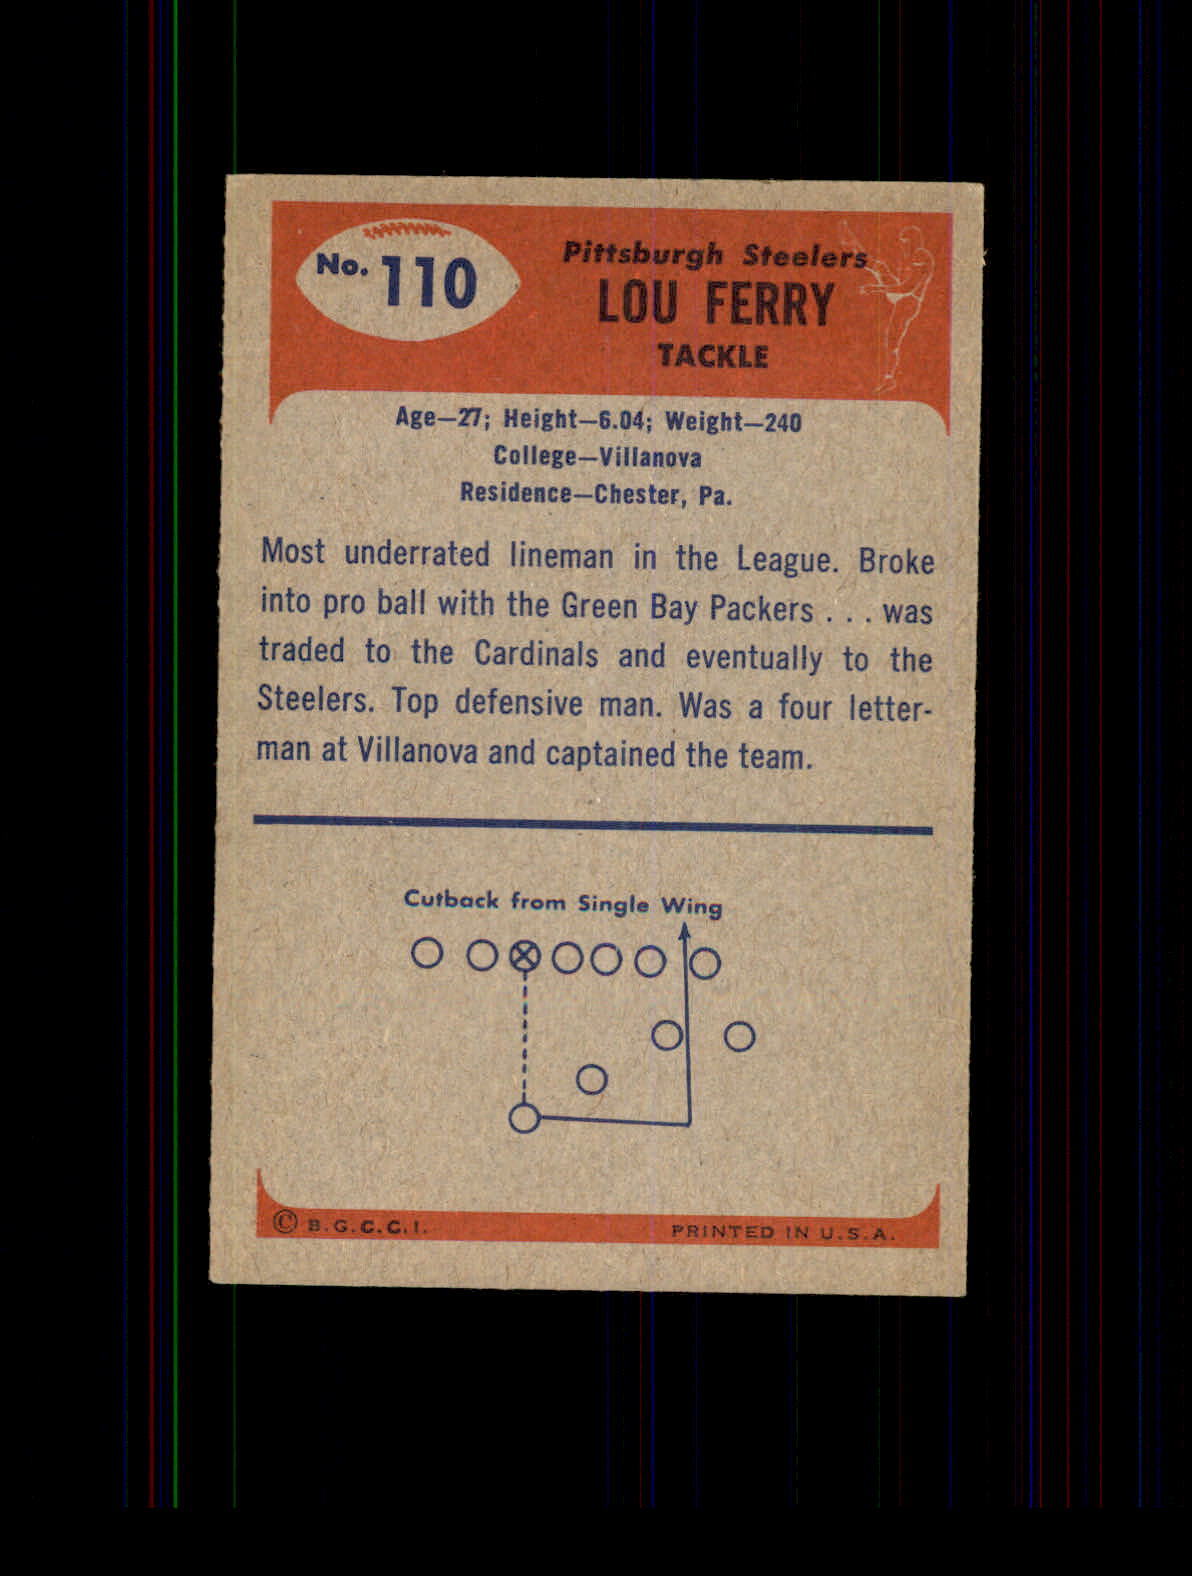 No. 110
Pittsburgh Steelers
LOU FERRY
TACKLE
Age—27; Height—6.04; Weight—240
College—Villanova
Residence—Chester, Pa.
Most underrated lineman in the League. Broke
into pro ball with the Green Bay Packers . . . was
traded to the Cardinals and eventually to the
Steelers. Top defensive man. Was a four letter-
man at Villanova and captained the team.
Cutback from Single Wing
© B.G.C.C.I.
PRINTED IN U.S.A.